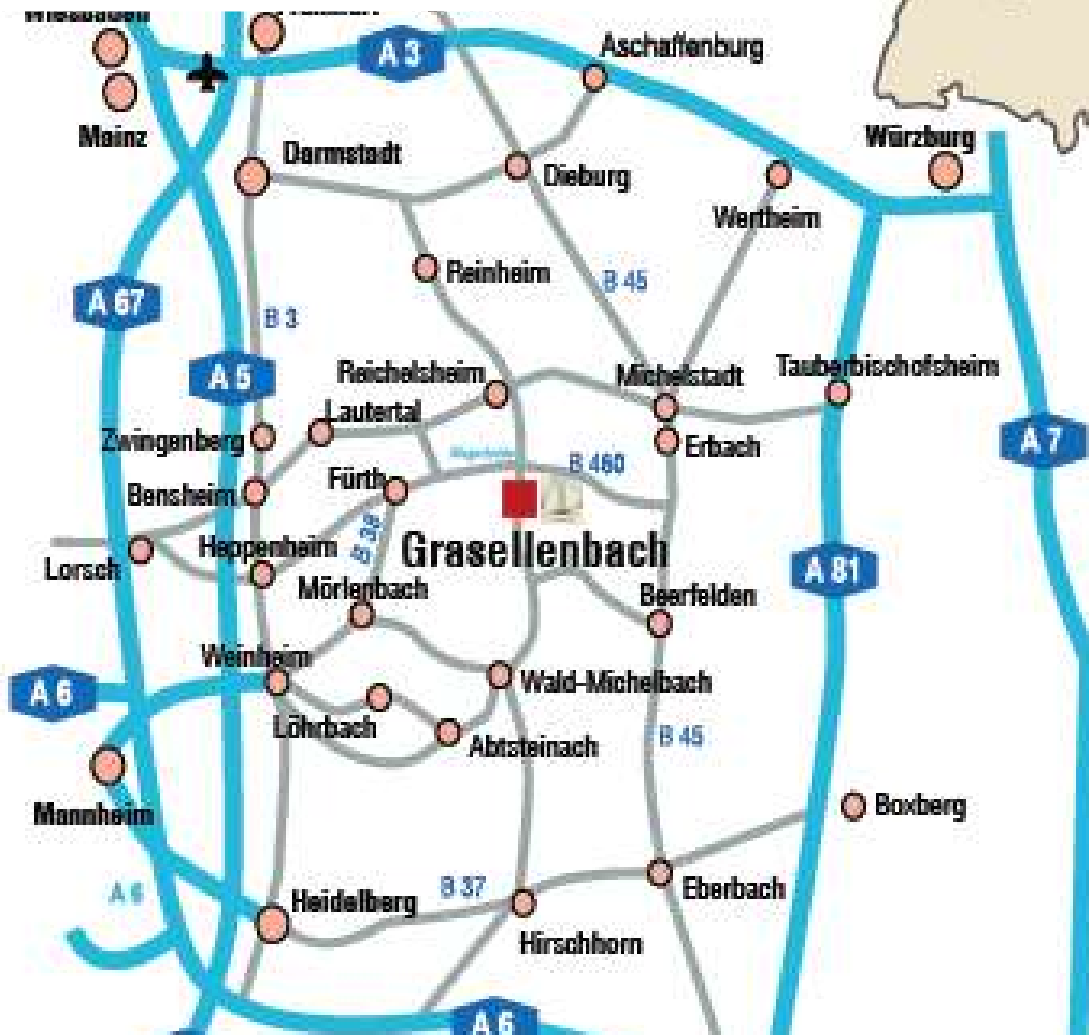 Wiesbaden
A 3
Aschaffenburg
Mainz
Darmstadt
Dieburg
Würzburg
Wertheim
Reinheim
B 45
A 67
B 3
A 5
Reichelsheim
Michelstadt
Tauberbischofsheim
Lautertal
Zwingenberg
Erbach
A 7
Fürth
B 460
Bensheim
B 38
Heppenheim
Grasellenbach
Lorsch
Mörlenbach
A 81
Beerfelden
Weinheim
A 6
Wald-Michelbach
Löhrbach
Abtsteinach
B 45
Mannheim
Boxberg
A 6
Heidelberg
B 37
Eberbach
Hirschhorn
A 6